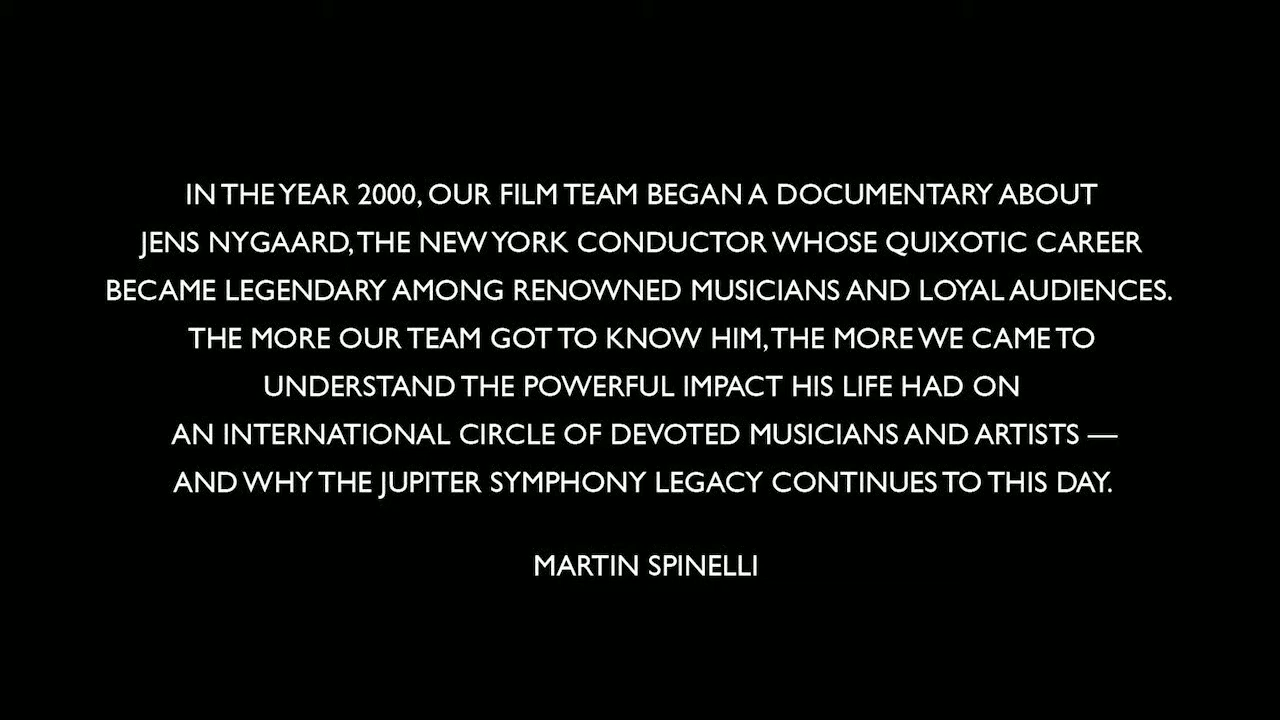 IN THE YEAR 2000, OUR FILM TEAM BEGAN A DOCUMENTARY ABOUT
JENS NYGAARD, THE NEW YORK CONDUCTOR WHOSE QUIXOTIC CAREER
BECAME LEGENDARY AMONG RENOWNED MUSICIANS AND LOYAL AUDIENCES.
THE MORE OUR TEAM GOT TO KNOW HIM, THE MORE WE CAME TO
UNDERSTAND THE POWERFUL IMPACT HIS LIFE HAD ON
AN INTERNATIONAL CIRCLE OF DEVOTED MUSICIANS AND ARTISTS —
AND WHY THE JUPITER SYMPHONY LEGACY CONTINUES TO THIS DAY.
MARTIN SPINELLI